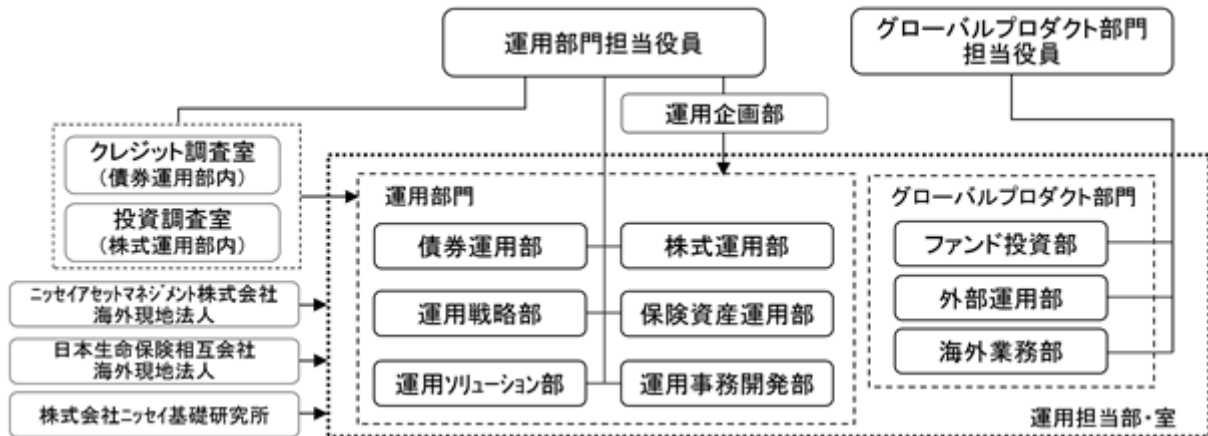 運用部門担当役員
グローバルプロダクト部門
担当役員
運用企画部
クレジット調査室
(債券運用部内)
投資調査室
(株式運用部内)
運用部門
債券運用部
株式運用部
運用戦略部
保険資産運用部
運用ソリューション部
運用事務開発部
グローバルプロダクト部門
ファンド投資部
外部運用部
海外業務部
ニッセイアセットマネジメント株式会社
海外現地法人
日本生命保険相互会社
海外現地法人
株式会社ニッセイ基礎研究所
運用担当部・室